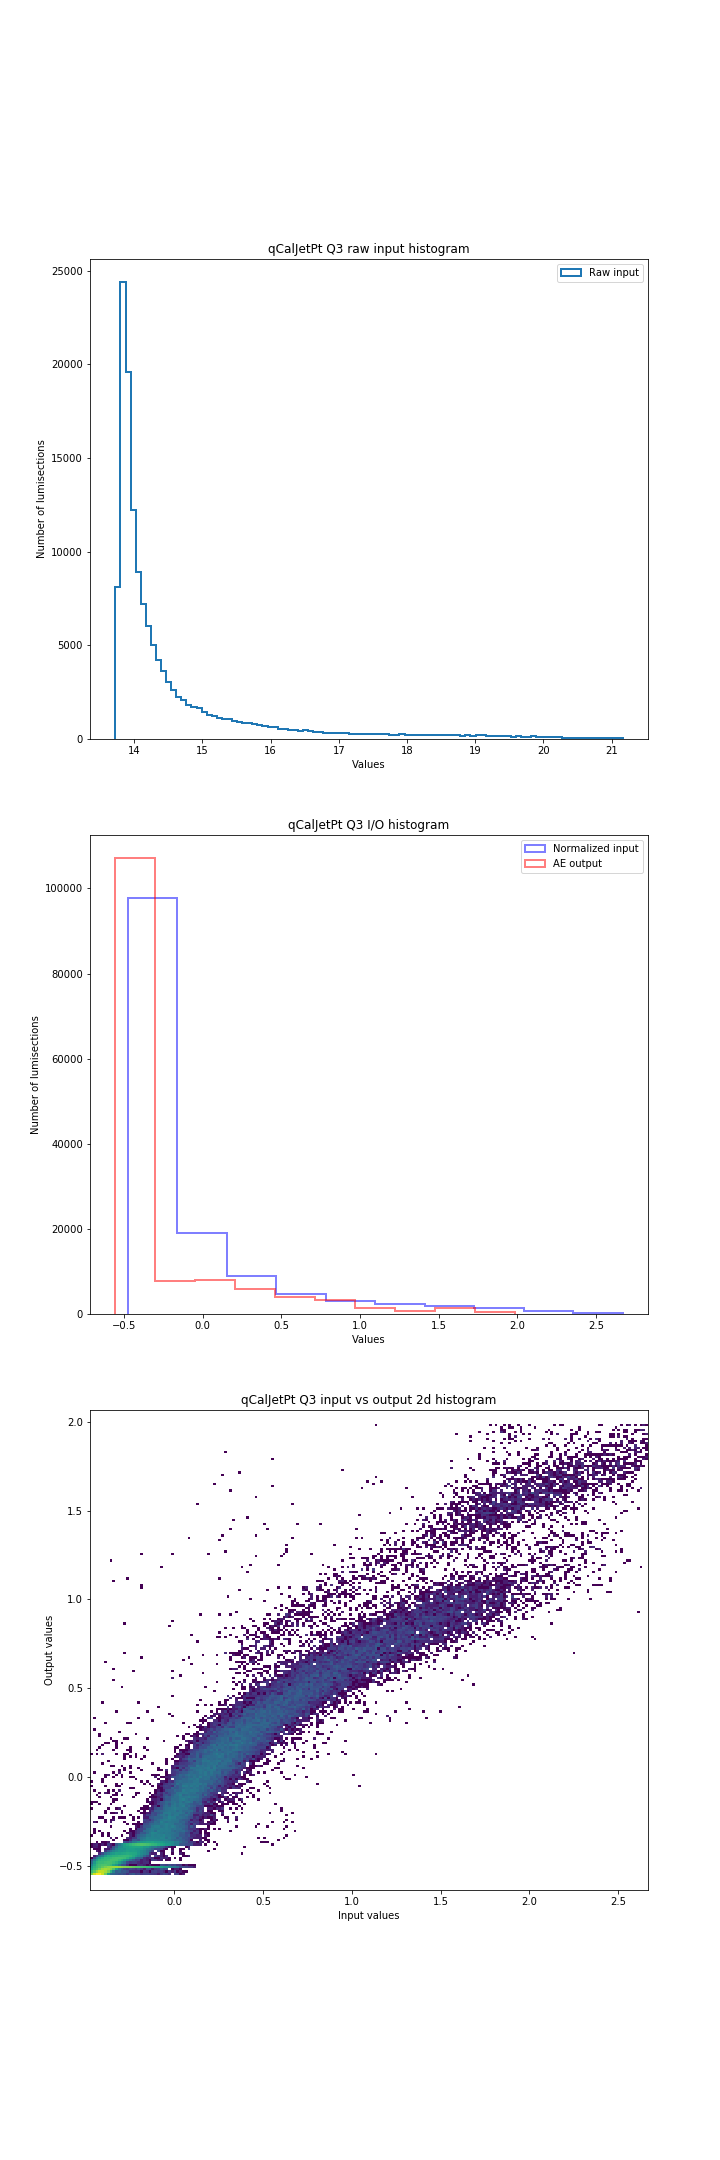 qCalJetPt Q3 raw input histogram
Raw input
25000
20000
15000
10000
5000
0
Number of lumisections
14 15 16 17 18 19 20 21
Values
qCalJetPt Q3 I/O histogram
Normalized input
AE output
100000
80000
60000
40000
20000
0
Number of lumisections
−0.5 0.0 0.5 1.0 1.5 2.0 2.5
Values
qCalJetPt Q3 input vs output 2d histogram
2.0
1.5
1.0
0.5
0.0
−0.5
Output values
0.0 0.5 1.0 1.5 2.0 2.5
Input values